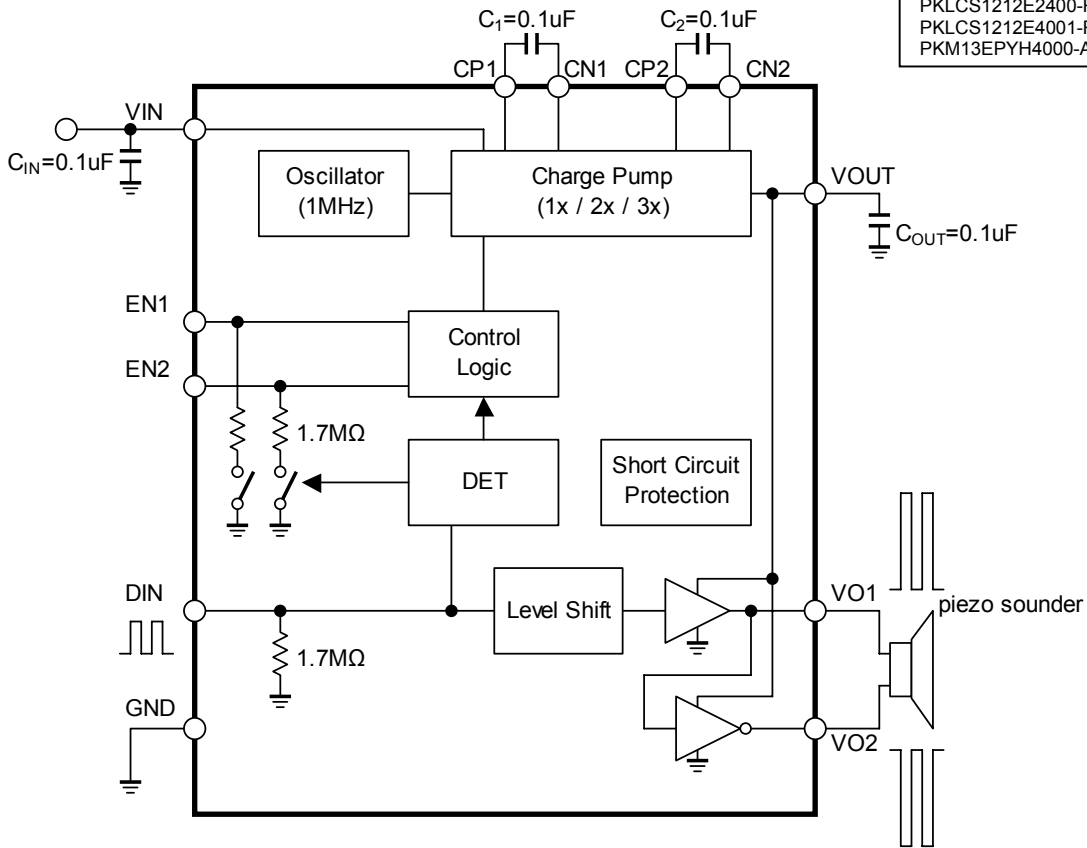 PKLCS1212E4001-
PKM13EPYH4000-A
C1=0.1uF
C2=0.1uF
CP1
CN1
CP2
CN2
VIN
CIN=0.1uF
Oscillator
(1MHz)
Charge Pump
(1x / 2x / 3x)
VOUT
COUT=0.1uF
EN1
EN2
Control
Logic
1.7MΩ
DET
Short Circuit
Protection
DIN
Level Shift
VO1
piezo sounder
1.7MΩ
GND
VO2